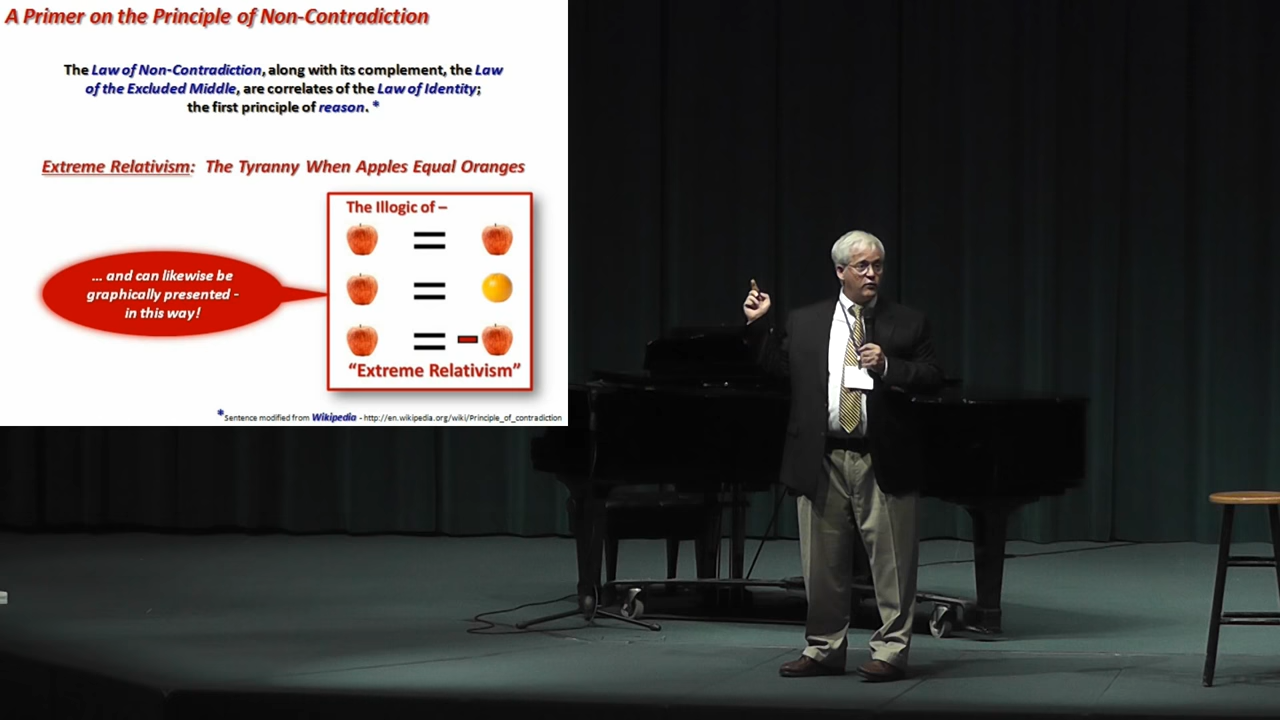 A Primer on the Principle of Non-Contradiction
The Law of Non-Contradiction, along with its complement, the Law
of the Excluded Middle, are correlates of the Law of Identity;
the first principle of reason. *
Extreme Relativism: The Tyranny When Apples Equal Oranges
The Illogic of –
... and can likewise be
graphically presented -
in this way!
=
=
= -
“Extreme Relativism”
*Sentence modified from Wikipedia - http://en.wikipedia.org/wiki/Principle_of_contradiction